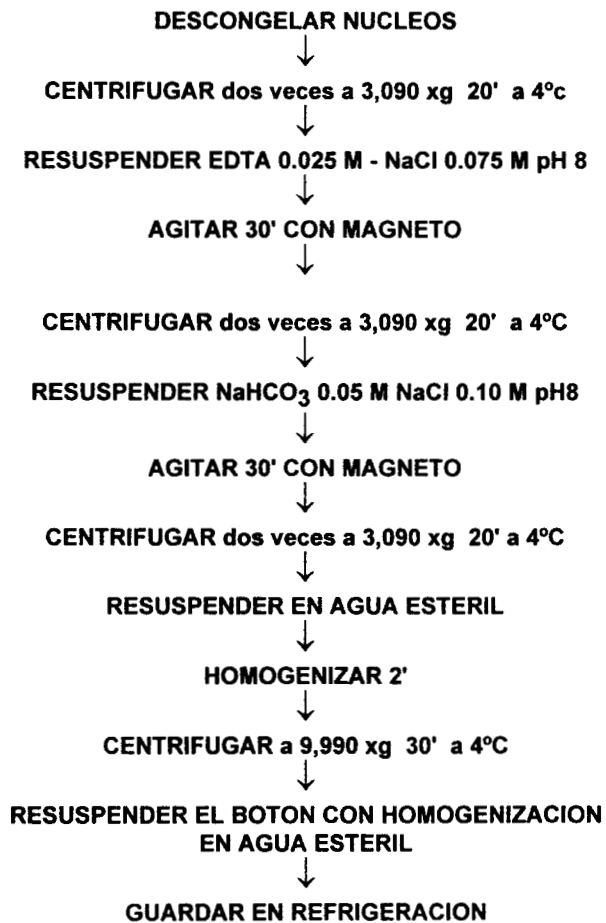 DESCONGELAR NUCLEOS
CENTRIFUGAR dos veces a 3,090 xg 20' a 4ºc
RESUSPENDER EDTA 0.025 M - NaCl 0.075 M pH 8
AGITAR 30' CON MAGNETO
CENTRIFUGAR dos veces a 3,090 xg 20' a 4ºC
RESUSPENDER NaHCO3 0.05 M NaCl 0.10 M pH8
AGITAR 30' CON MAGNETO
CENTRIFUGAR dos veces a 3,090 xg 20' a 4ºC
RESUSPENDER EN AGUA ESTERIL
HOMOGENIZAR 2'
CENTRIFUGAR a 9,990 xg 30' a 4ºC
RESUSPENDER EL BOTON CON HOMOGENIZACION
EN AGUA ESTERIL
GUARDAR EN REFRIGERACION